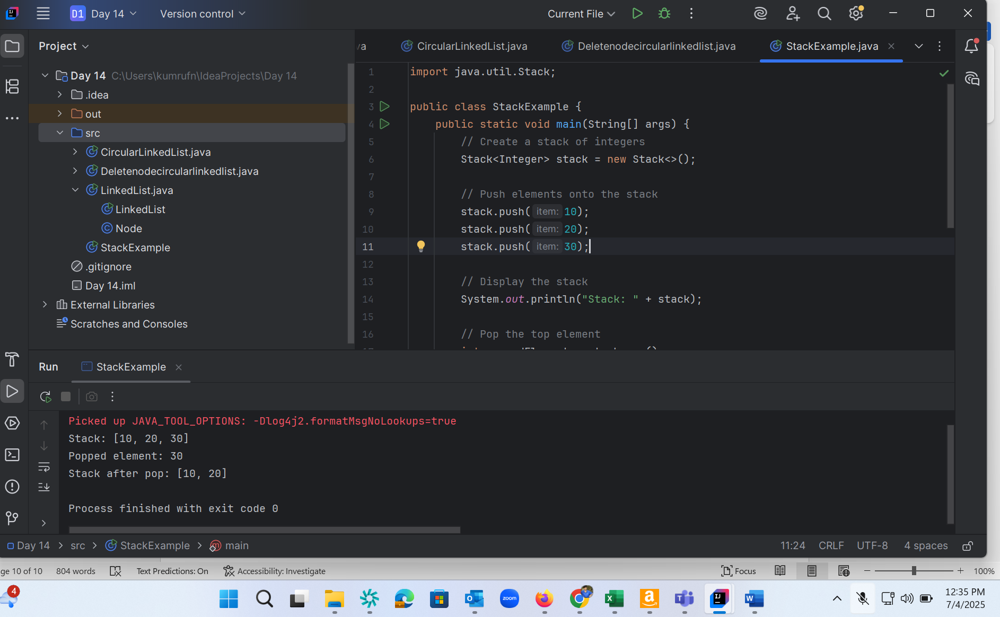 D1 Day 14
Version control
Current File
Project
va
CircularLinkedList.java
Deletenodecircularlinkedlist.java
StackExample.java
Day 14 C:\Users\kumrufn\IdeaProjects\Day 14
.idea
out
src
CircularLinkedList.java
Deletenodecircularlinkedlist.java
LinkedList.java
LinkedList
Node
StackExample
.gitignore
Day 14.iml
External Libraries
Scratches and Consoles
1 import java.util.Stack;
2
3 public class StackExample {
4 public static void main(String[] args) {
5 // Create a stack of integers
6 Stack<Integer> stack = new Stack<>();
7
8 // Push elements onto the stack
9 stack.push( item: 10);
10 stack.push( item: 20);
11 stack.push( item: 30);
12
13 // Display the stack
14 System.out.println("Stack: " + stack);
15
16 // Pop the top element
Run
StackExample
Picked up JAVA_TOOL_OPTIONS: -Dlog4j2.formatMsgNoLookups=true
Stack: [10, 20, 30]
Popped element: 30
Stack after pop: [10, 20]
Process finished with exit code 0
Day 14 > src > StackExample > main
11:24 CRLF UTF-8 4 spaces
ge 10 of 10 804 words Text Predictions: On Accessibility: Investigate
Focus
100%
4
zoom
12:35 PM
7/4/2025